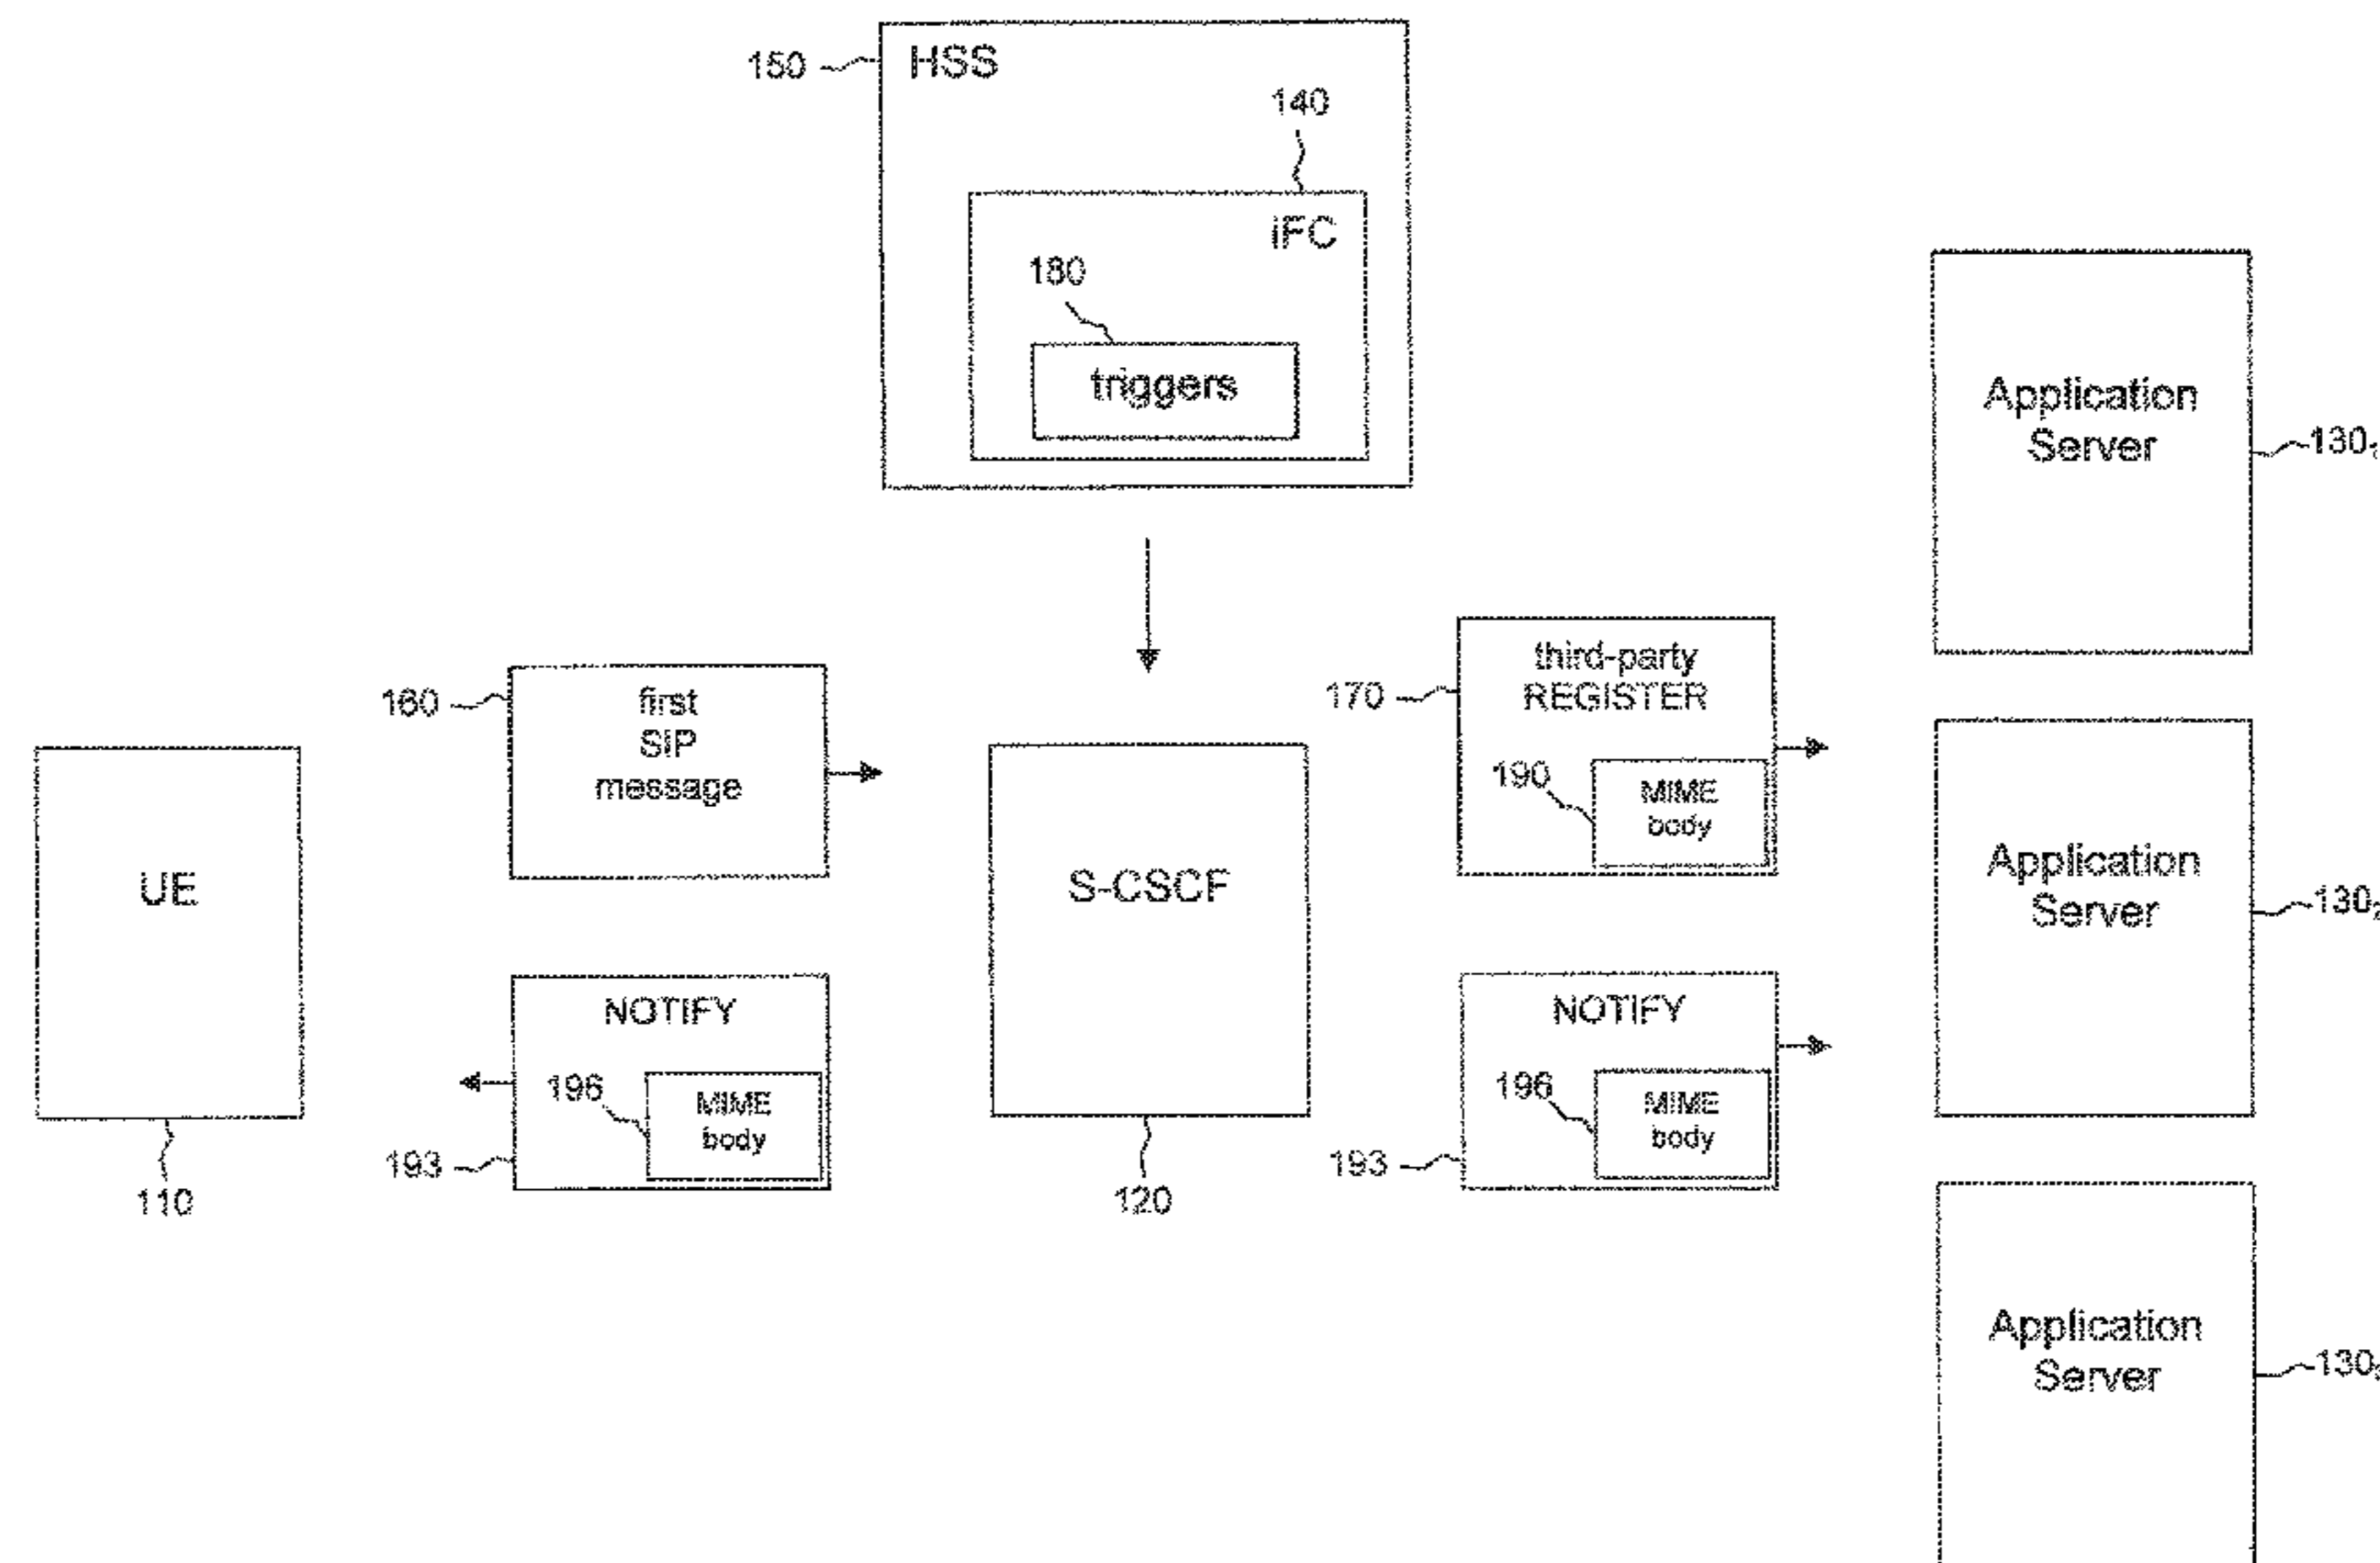 150
HSS
140
iFC
180
triggers
Application
Server
130₁
160
first
SIP
message
170
third-party
REGISTER
190
MIME
body
UE
110
S-CSCF
120
Application
Server
130₂
193
NOTIFY
196
MIME
body
193
NOTIFY
196
MIME
body
Application
Server
130